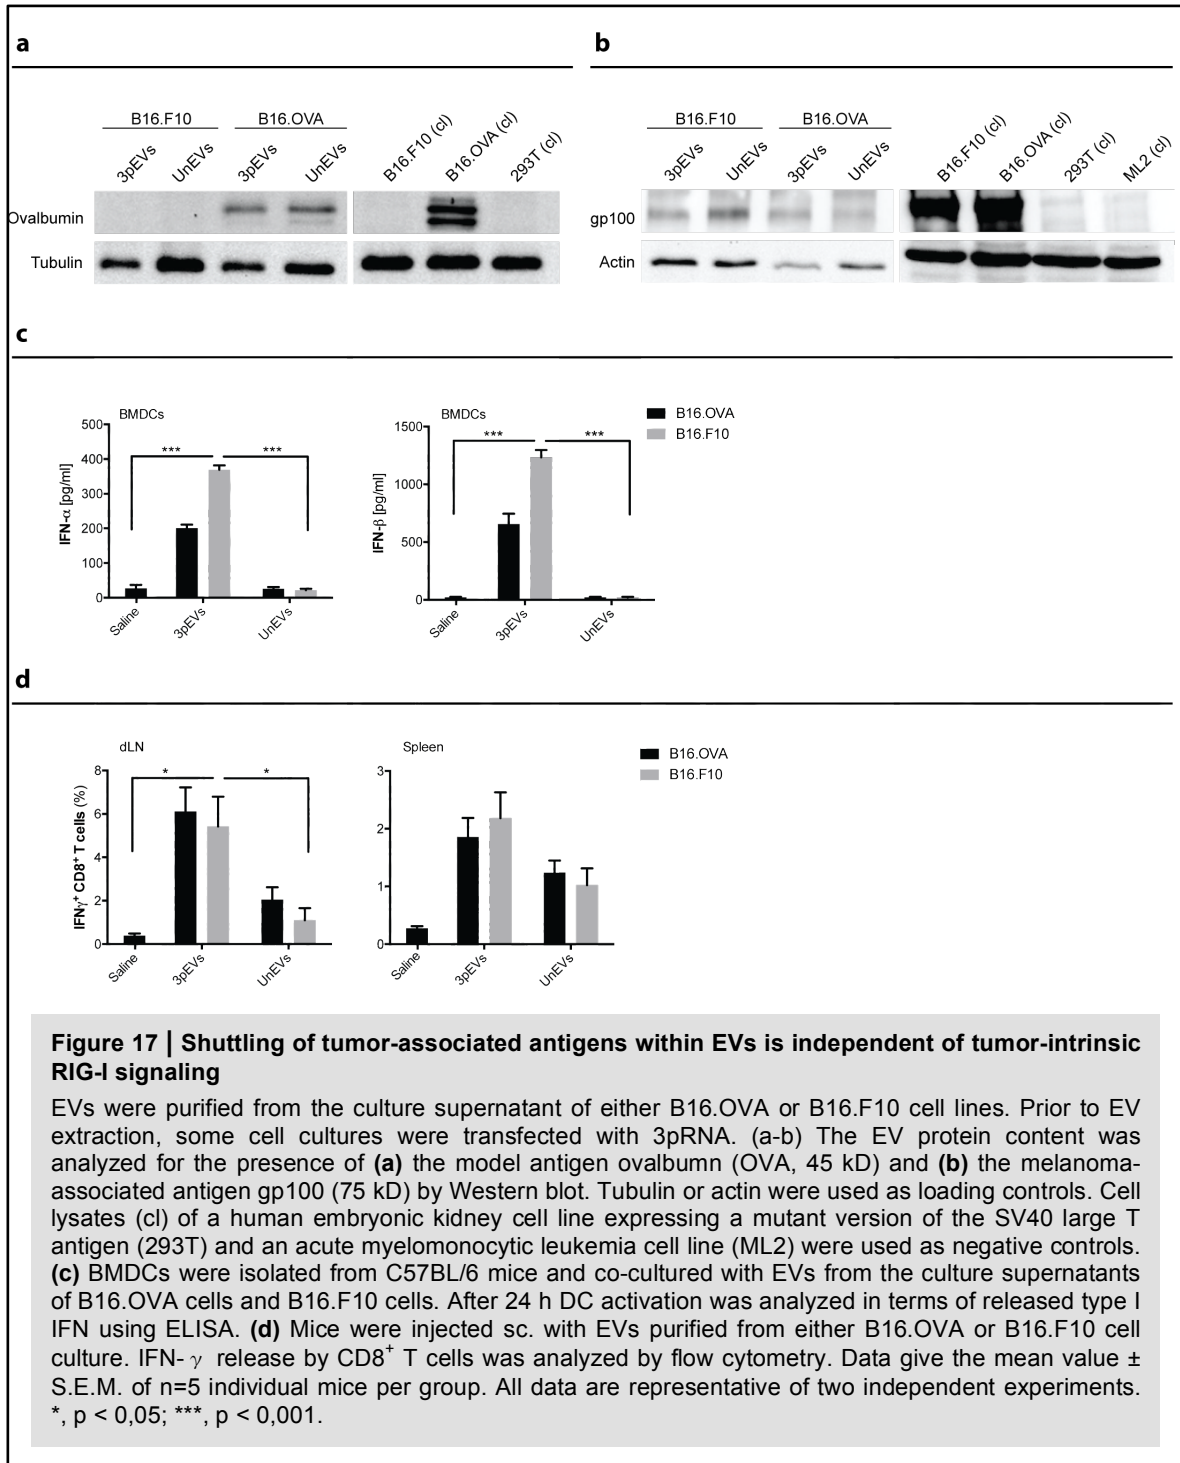 a
B16.F10 B16.OVA
3pEVs UnEVs 3pEVs UnEVs B16.F10 (cl) B16.OVA (cl) 293T (cl)
Ovalbumin
Tubulin
b
B16.F10 B16.OVA
3pEVs UnEVs 3pEVs UnEVs B16.F10 (cl) B16.OVA (cl) 293T (cl) ML2 (cl)
gp100
Actin
c
BMDCs
IFN-α [pg/ml]
500
400
300
200
100
0
*** ***
Saline 3pEVs UnEVs
BMDCs
IFN-β [pg/ml]
1500
1000
500
0
*** ***
Saline 3pEVs UnEVs
B16.OVA
B16.F10
d
dLN
IFNγ+ CD8+ T cells (%)
8
6
4
2
0
* *
Saline 3pEVs UnEVs
Spleen
3
2
1
0
Saline 3pEVs UnEVs
B16.OVA
B16.F10
Figure 17 | Shuttling of tumor-associated antigens within EVs is independent of tumor-intrinsic
RIG-I signaling
EVs were purified from the culture supernatant of either B16.OVA or B16.F10 cell lines. Prior to EV
extraction, some cell cultures were transfected with 3pRNA. (a-b) The EV protein content was
analyzed for the presence of (a) the model antigen ovalbumn (OVA, 45 kD) and (b) the melanoma-
associated antigen gp100 (75 kD) by Western blot. Tubulin or actin were used as loading controls. Cell
lysates (cl) of a human embryonic kidney cell line expressing a mutant version of the SV40 large T
antigen (293T) and an acute myelomonocytic leukemia cell line (ML2) were used as negative controls.
(c) BMDCs were isolated from C57BL/6 mice and co-cultured with EVs from the culture supernatants
of B16.OVA cells and B16.F10 cells. After 24 h DC activation was analyzed in terms of released type I
IFN using ELISA. (d) Mice were injected sc. with EVs purified from either B16.OVA or B16.F10 cell
culture. IFN- γ release by CD8+ T cells was analyzed by flow cytometry. Data give the mean value ±
S.E.M. of n=5 individual mice per group. All data are representative of two independent experiments.
*, p < 0,05; ***, p < 0,001.